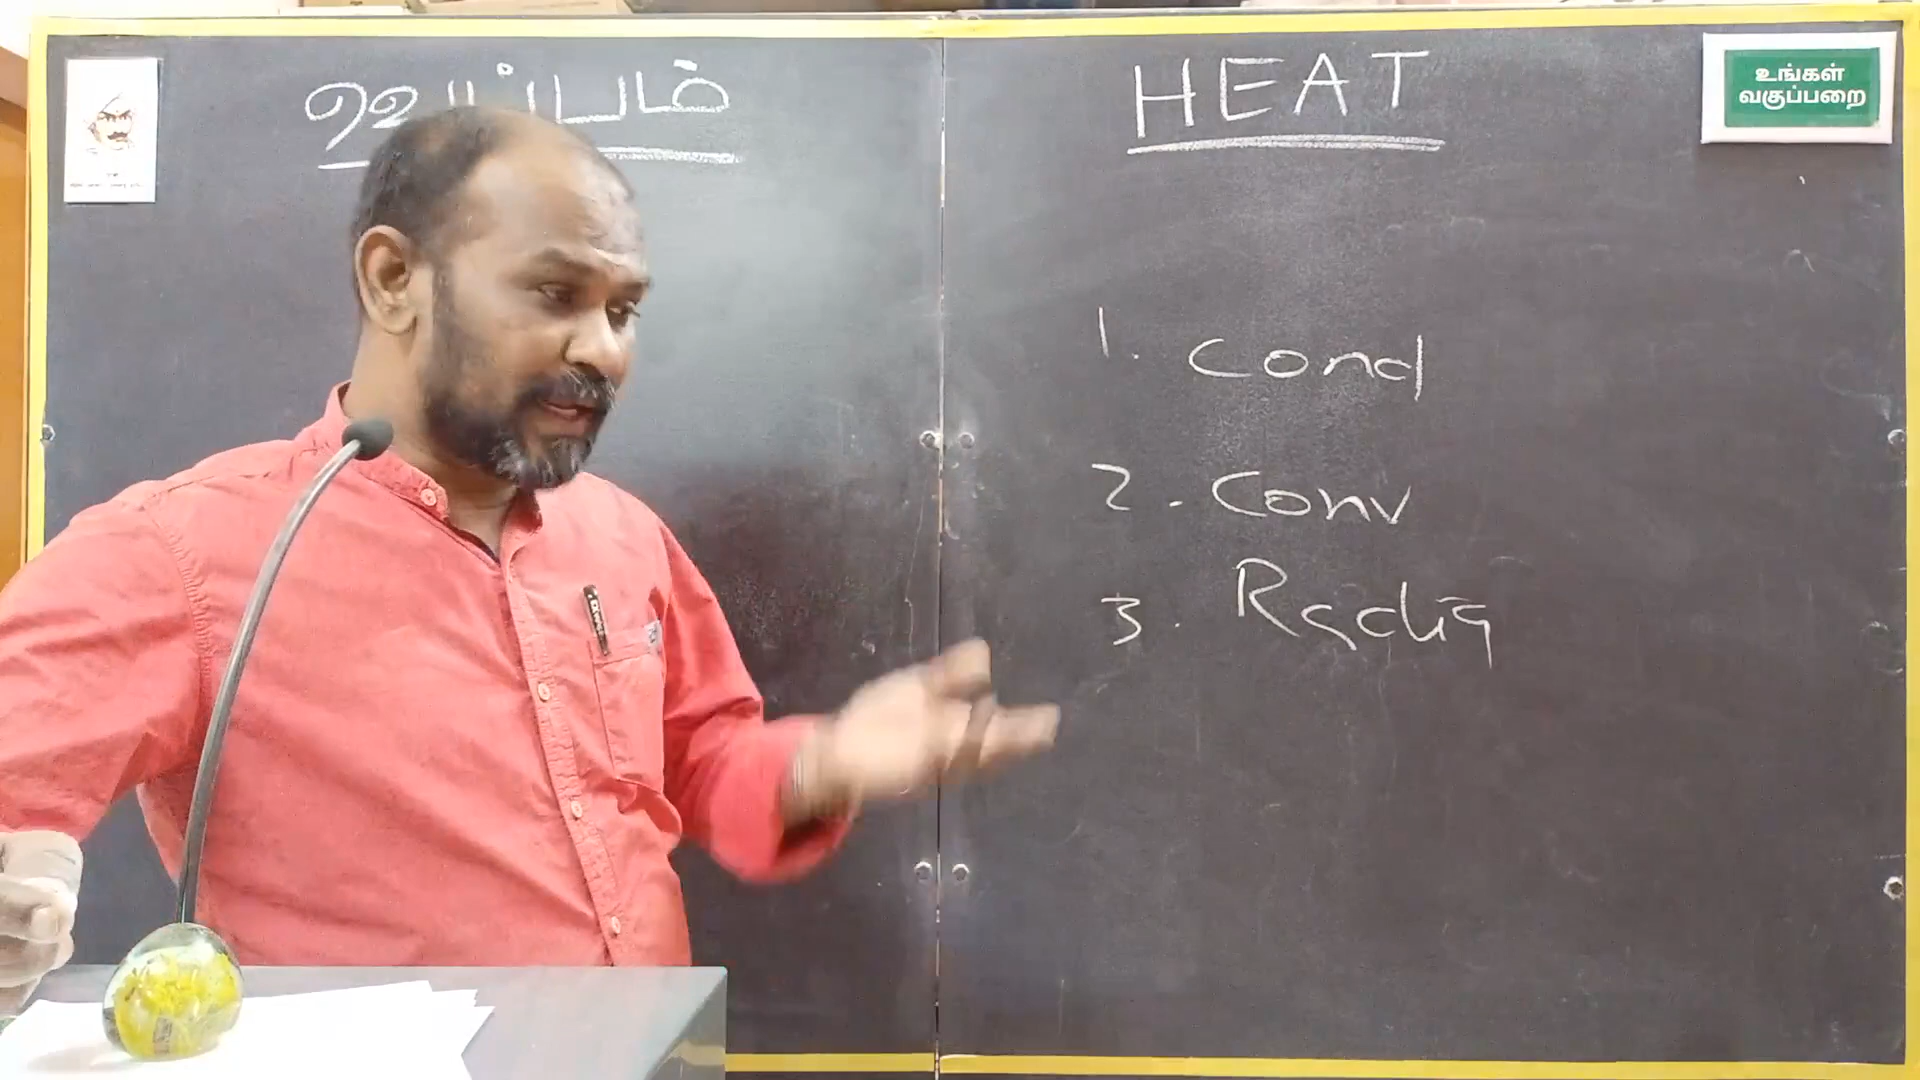 HEAT
உங்கள்
வகுப்பறை
1. Cond
2. Conv
3. Radia